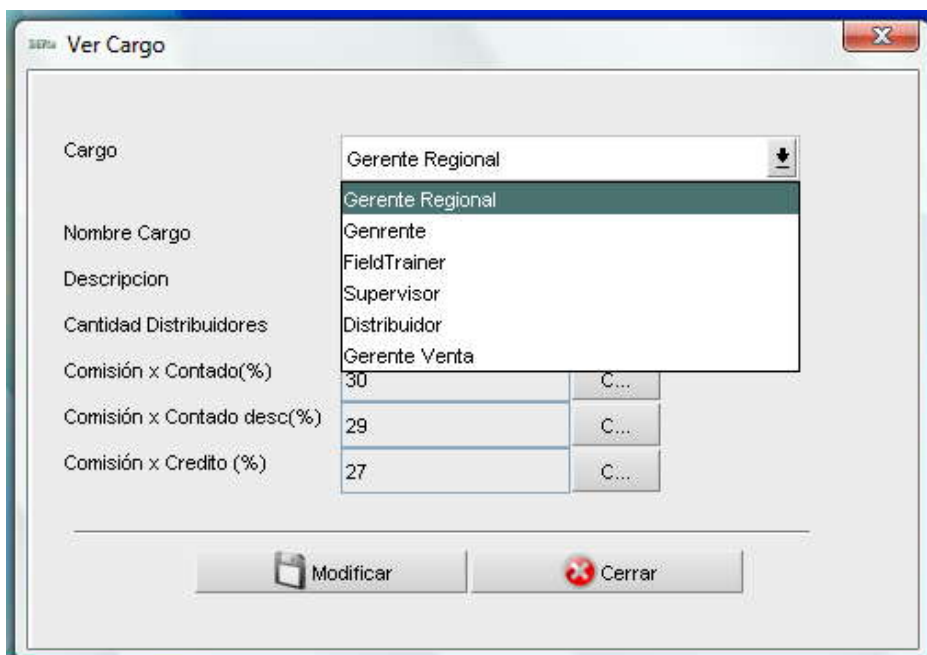 Ver Cargo
Cargo
Gerente Regional
Gerente Regional
Genrente
FieldTrainer
Supervisor
Distribuidor
Gerente Venta
Nombre Cargo
Descripcion
Cantidad Distribuidores
Comisión x Contado(%)
30
C...
Comisión x Contado desc(%)
29
C...
Comisión x Credito (%)
27
C...
Modificar
Cerrar